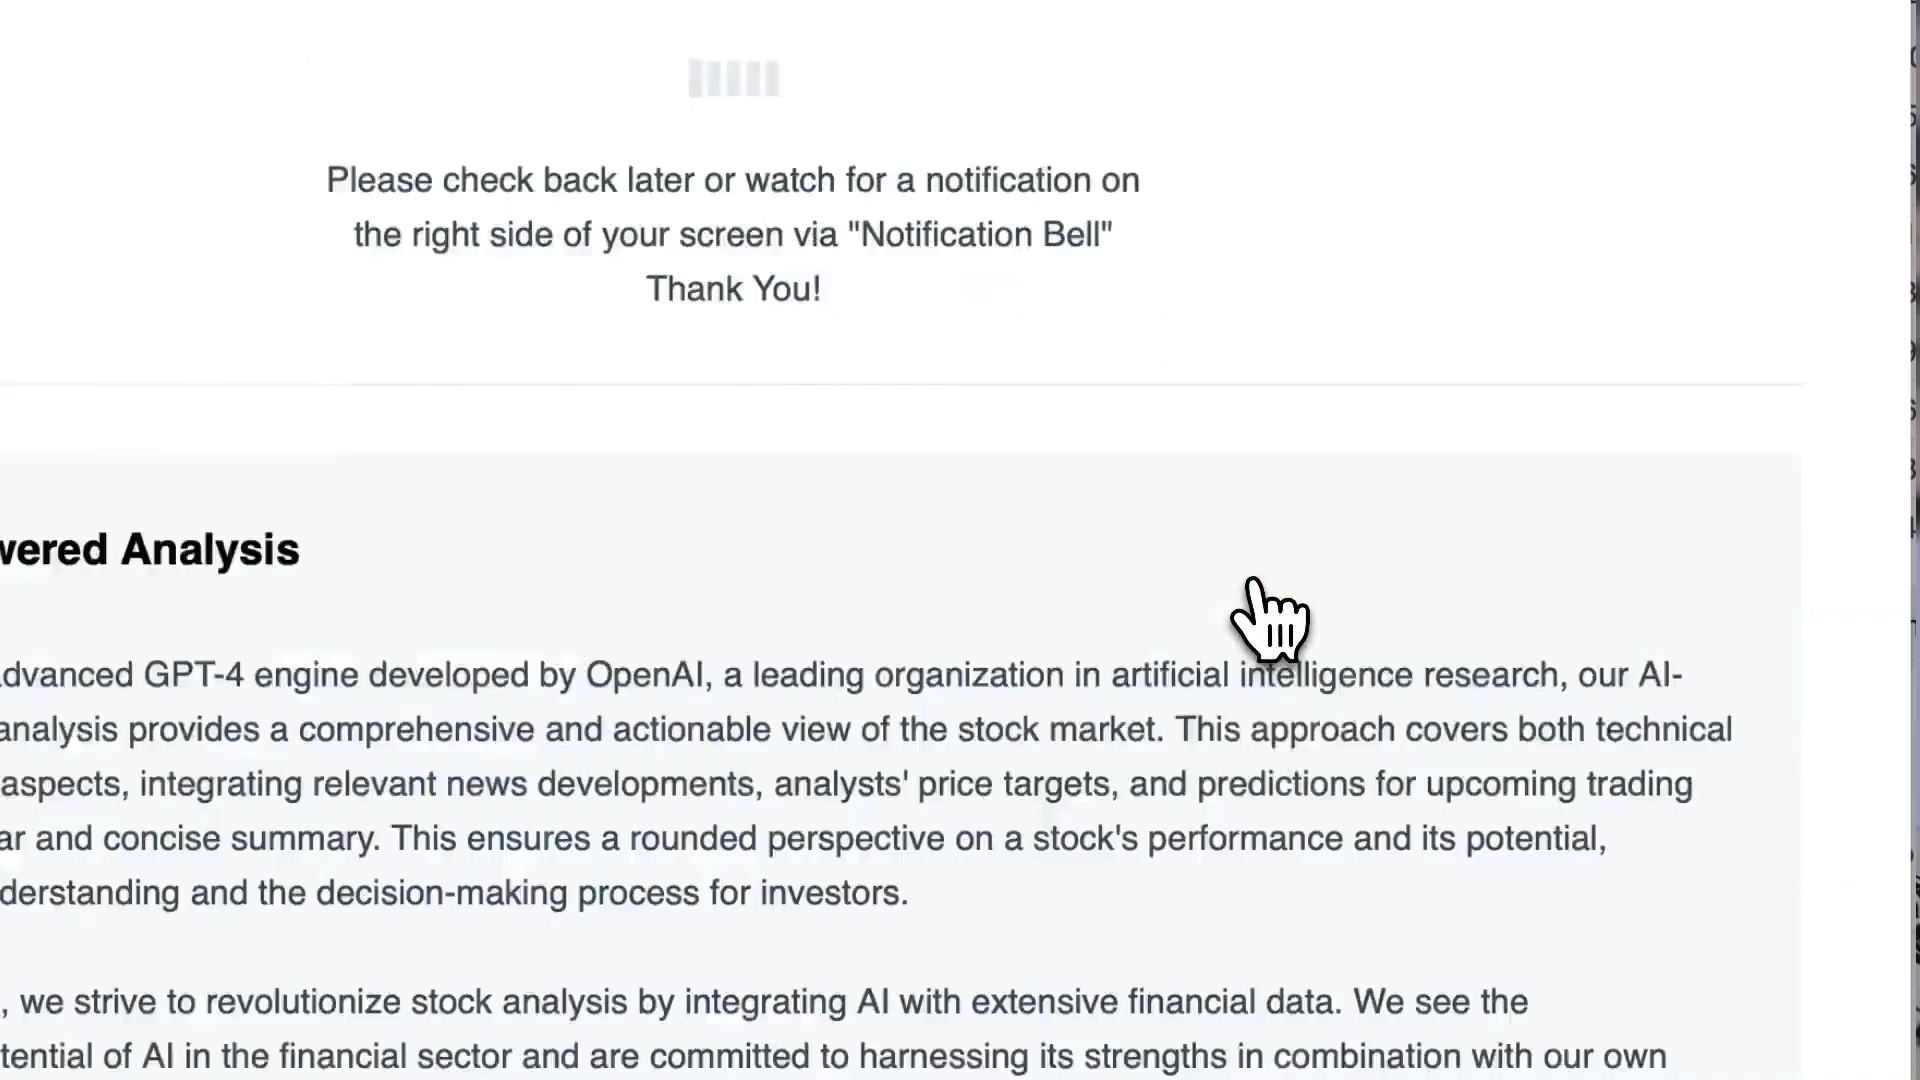 Please check back later or watch for a notification on
the right side of your screen via "Notification Bell"
Thank You!
wered Analysis
dvanced GPT-4 engine developed by OpenAI, a leading organization in artificial intelligence research, our AI-
analysis provides a comprehensive and actionable view of the stock market. This approach covers both technical
aspects, integrating relevant news developments, analysts' price targets, and predictions for upcoming trading
ar and concise summary. This ensures a rounded perspective on a stock's performance and its potential,
derstanding and the decision-making process for investors.
, we strive to revolutionize stock analysis by integrating AI with extensive financial data. We see the
tential of AI in the financial sector and are committed to harnessing its strengths in combination with our own